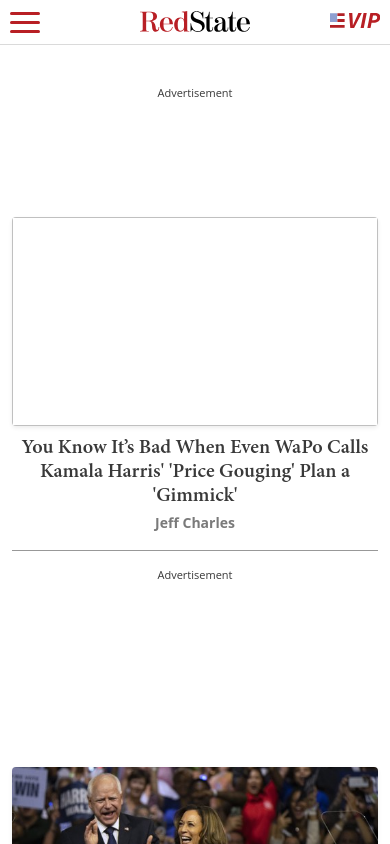 RedState
VIP
Advertisement
You Know It’s Bad When Even WaPo Calls
Kamala Harris' 'Price Gouging' Plan a
'Gimmick'
Jeff Charles
Advertisement
WIN